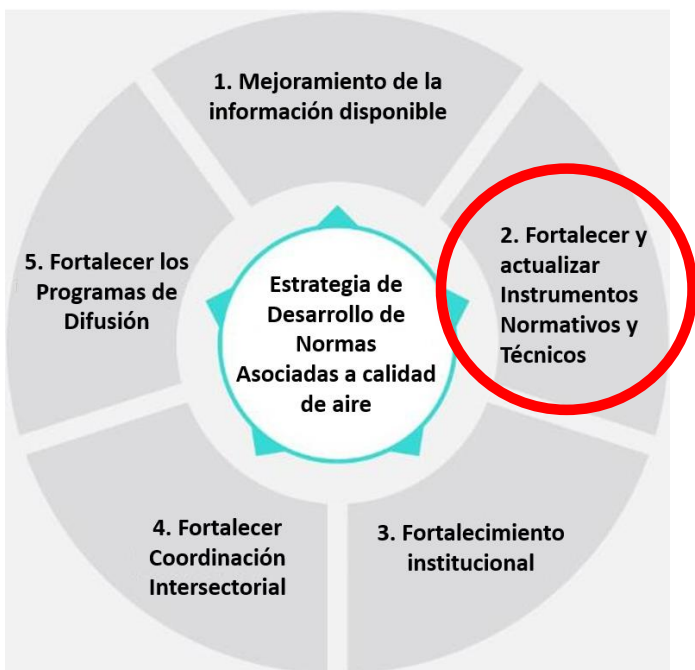 1. Mejoramiento de la
información disponible
2. Fortalecer y
actualizar
Instrumentos
Normativos y
Técnicos
3. Fortalecimiento
institucional
4. Fortalecer
Coordinación
Intersectorial
5. Fortalecer los
Programas de
Difusión
Estrategia de
Desarrollo de
Normas
Asociadas a calidad
de aire